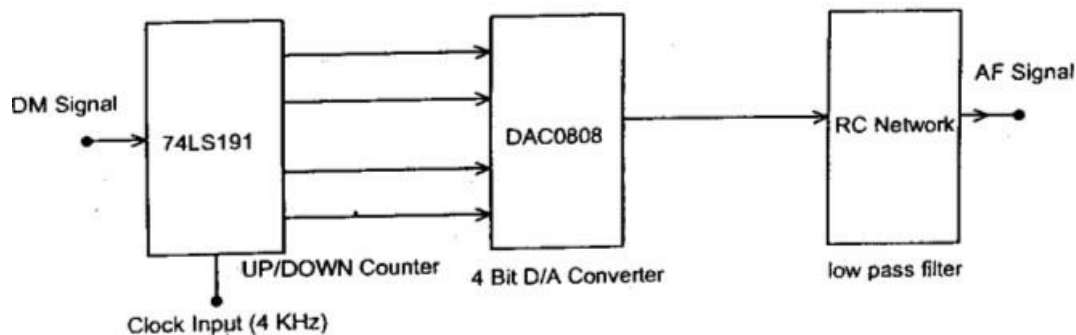 DM Signal
74LS191
DAC0808
RC Network
AF Signal
UP/DOWN Counter
4 Bit D/A Converter
low pass filter
Clock Input (4 KHz)